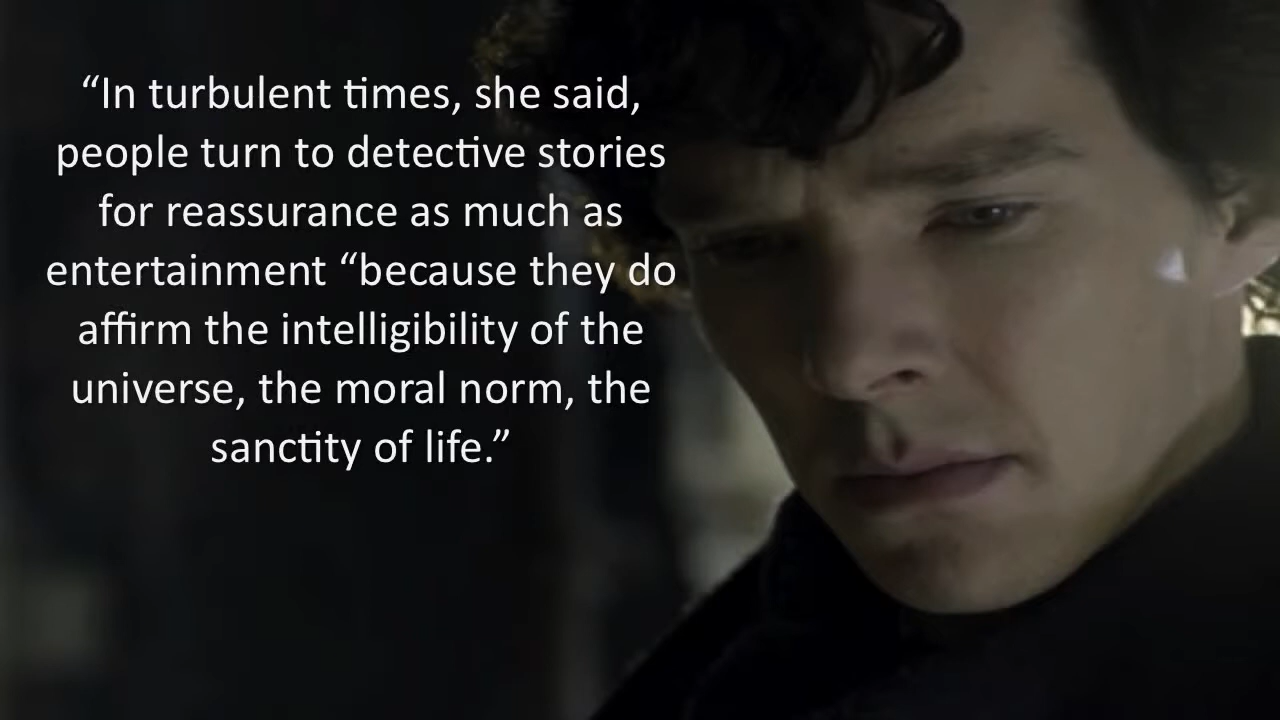 “In turbulent times, she said,
people turn to detective stories
for reassurance as much as
entertainment “because they do
affirm the intelligibility of the
universe, the moral norm, the
sanctity of life.”